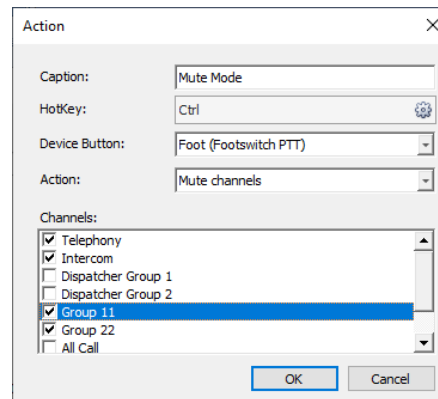 Action
Caption: Mute Mode
HotKey: Ctrl
Device Button: Foot (Footswitch PTT)
Action: Mute channels
Channels:
Telephony
Intercom
Dispatcher Group 1
Dispatcher Group 2
Group 11
Group 22
All Call
OK Cancel